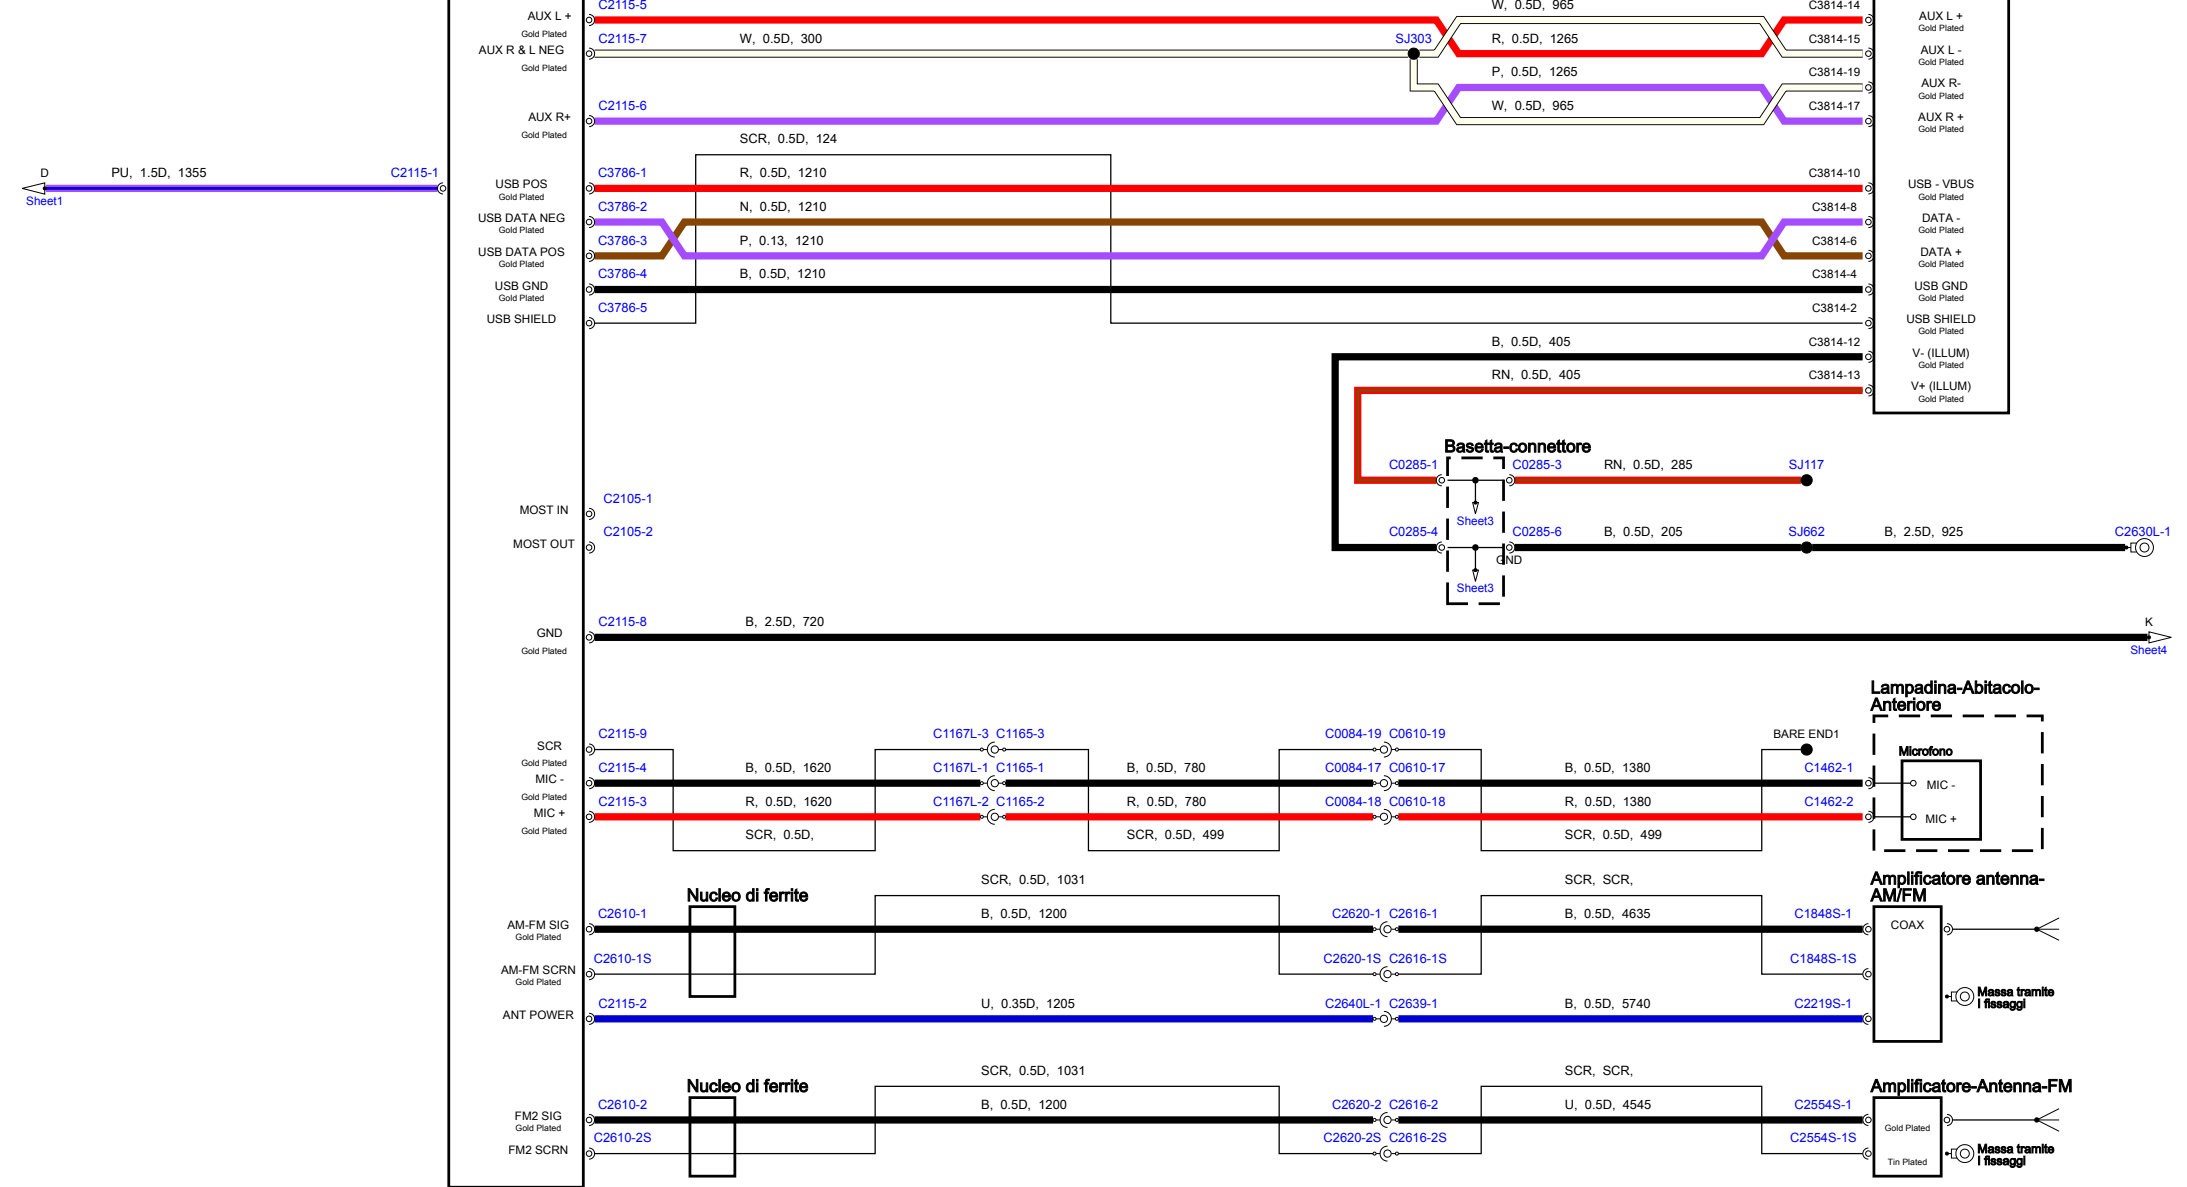 C2115-5 W, 0.5D, 965 C3814-14
AUX L + AUX L +
Gold Plated Gold Plated
C2115-7 W, 0.5D, 300 SJ303 R, 0.5D, 1265 C3814-15
AUX R & L NEG AUX L -
Gold Plated Gold Plated
P, 0.5D, 1265 C3814-19
AUX R-
Gold Plated
C2115-6 W, 0.5D, 965 C3814-17
AUX R+ AUX R +
Gold Plated Gold Plated
SCR, 0.5D, 124
D PU, 1.5D, 1355 C2115-1 C3786-1 R, 0.5D, 1210 C3814-10
Sheet1
USB POS USB - VBUS
Gold Plated Gold Plated
C3786-2 N, 0.5D, 1210 C3814-8
USB DATA NEG DATA -
Gold Plated Gold Plated
C3786-3 P, 0.13, 1210 C3814-6
USB DATA POS DATA +
Gold Plated Gold Plated
C3786-4 B, 0.5D, 1210 C3814-4
USB GND USB GND
Gold Plated Gold Plated
C3786-5 C3814-2
USB SHIELD USB SHIELD
Gold Plated
B, 0.5D, 405 C3814-12
V- (ILLUM)
Gold Plated
RN, 0.5D, 405 C3814-13
V+ (ILLUM)
Gold Plated
Basetta-connettore
C0285-1 C0285-3 RN, 0.5D, 285 SJ117
Sheet3
C2105-1
MOST IN
C2105-2
MOST OUT
C0285-4 C0285-6 B, 0.5D, 205 SJ662 B, 2.5D, 925 C2630L-1
GND
Sheet3
C2115-8 B, 2.5D, 720 K
GND
Gold Plated
Sheet4
Lampadina-Abitacolo-
Anteriore
C2115-9 C1167L-3 C1165-3 C0084-19 C0610-19 BARE END1
SCR
Gold Plated
Microfono
C2115-4 B, 0.5D, 1620 C1167L-1 C1165-1 B, 0.5D, 780 C0084-17 C0610-17 B, 0.5D, 1380 C1462-1
MIC - MIC -
Gold Plated
C2115-3 R, 0.5D, 1620 C1167L-2 C1165-2 R, 0.5D, 780 C0084-18 C0610-18 R, 0.5D, 1380 C1462-2
MIC + MIC +
Gold Plated
SCR, 0.5D, SCR, 0.5D, 499 SCR, 0.5D, 499
Nucleo di ferrite SCR, 0.5D, 1031 SCR, SCR, Amplificatore antenna-
AM/FM
C2610-1 B, 0.5D, 1200 C2620-1 C2616-1 B, 0.5D, 4635 C1848S-1
AM-FM SIG COAX
Gold Plated
C2610-1S C2620-1S C2616-1S C1848S-1S
AM-FM SCRN
Gold Plated
C2115-2 U, 0.35D, 1205 C2640L-1 C2639-1 B, 0.5D, 5740 C2219S-1
ANT POWER
Massa tramite
i fissaggi
Nucleo di ferrite SCR, 0.5D, 1031 SCR, SCR, Amplificatore-Antenna-FM
C2610-2 B, 0.5D, 1200 C2620-2 C2616-2 U, 0.5D, 4545 C2554S-1
FM2 SIG
Gold Plated Gold Plated
C2610-2S C2620-2S C2616-2S C2554S-1S
FM2 SCRN
Tin Plated
Massa tramite
i fissaggi